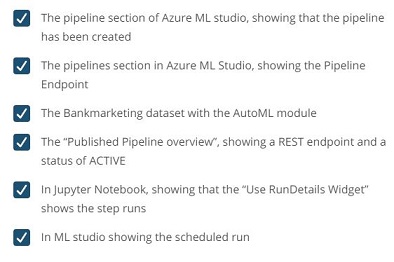 The pipeline section of Azure ML studio, showing that the pipeline
has been created
The pipelines section in Azure ML Studio, showing the Pipeline
Endpoint
The Bankmarketing dataset with the AutoML module
The “Published Pipeline overview”, showing a REST endpoint and a
status of ACTIVE
In Jupyter Notebook, showing that the “Use RunDetails Widget”
shows the step runs
In ML studio showing the scheduled run